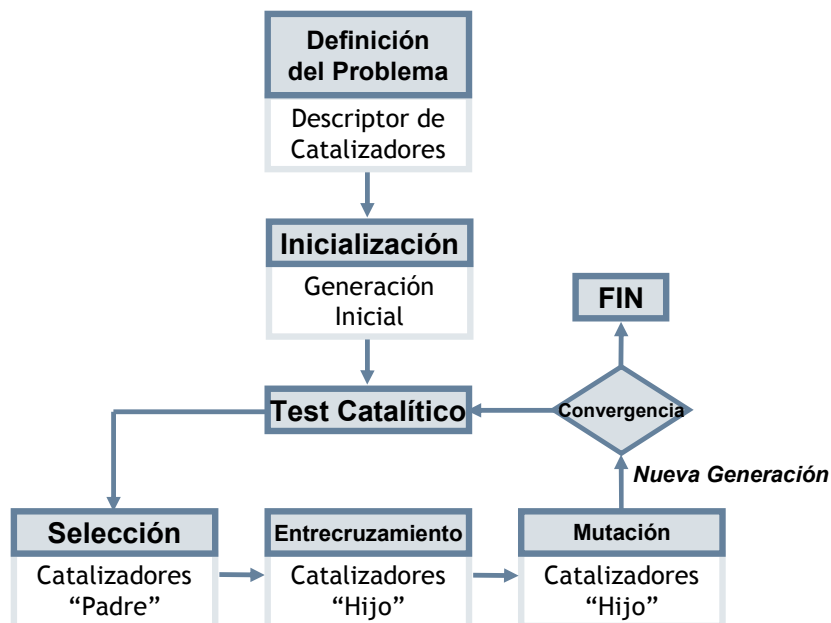 Definición
del Problema
Descriptor de
Catalizadores
Inicialización
Generación
Inicial
FIN
Test Catalítico
Convergencia
Nueva Generación
Selección
Catalizadores
“Padre”
Entrecruzamiento
Catalizadores
“Hijo”
Mutación
Catalizadores
“Hijo”